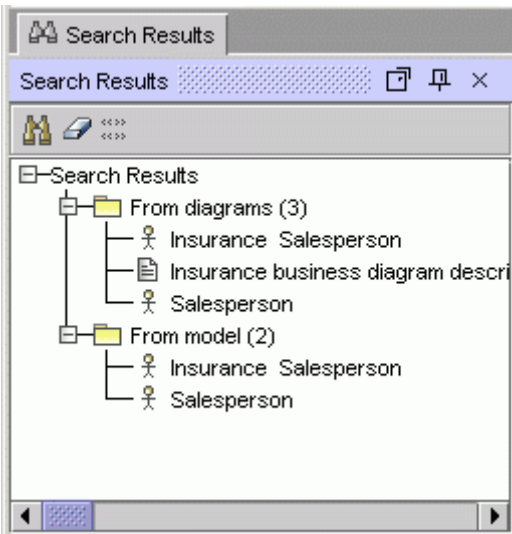 Search Results
Search Results
Search Results
From diagrams (3)
Insurance Salesperson
Insurance business diagram descri
Salesperson
From model (2)
Insurance Salesperson
Salesperson